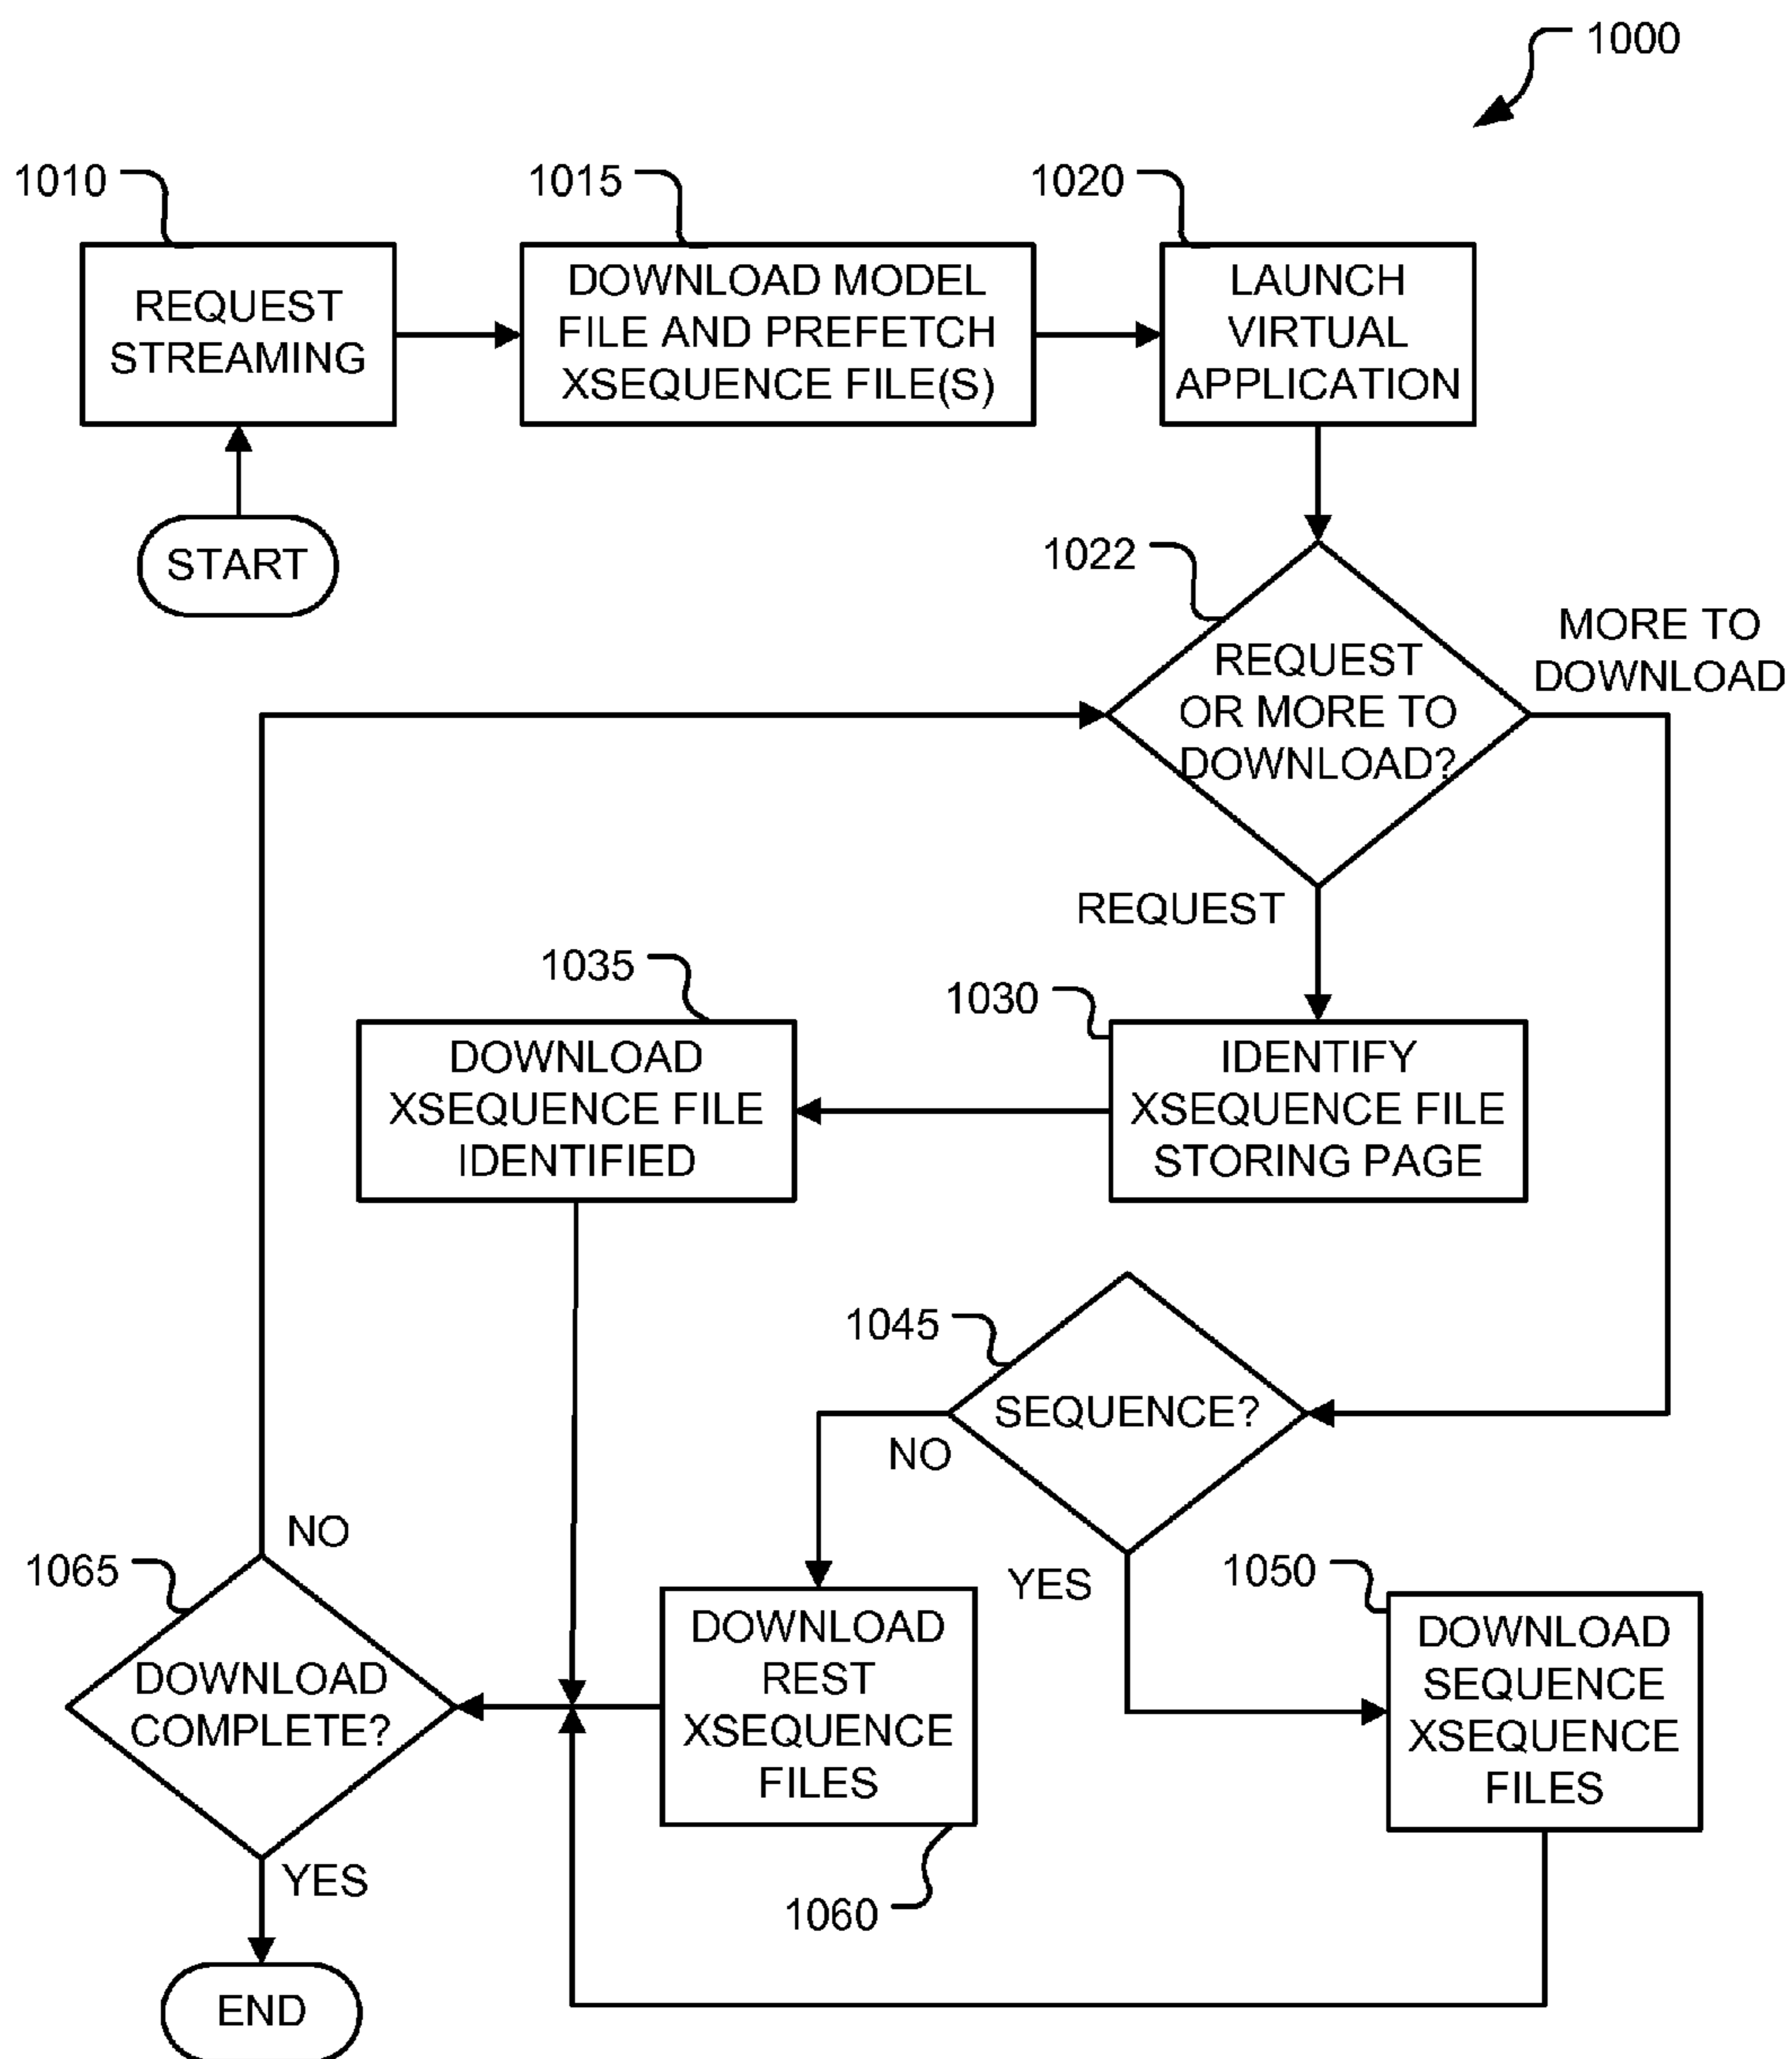 1000
1010
1015
1020
REQUEST
STREAMING
DOWNLOAD MODEL
FILE AND PREFETCH
XSEQUENCE FILE(S)
LAUNCH
VIRTUAL
APPLICATION
START
1022
REQUEST
OR MORE TO
DOWNLOAD?
MORE TO
DOWNLOAD
REQUEST
1035
1030
DOWNLOAD
XSEQUENCE FILE
IDENTIFIED
IDENTIFY
XSEQUENCE FILE
STORING PAGE
1045
SEQUENCE?
NO
YES
NO
1065
DOWNLOAD
COMPLETE?
YES
DOWNLOAD
REST
XSEQUENCE
FILES
1060
1050
DOWNLOAD
SEQUENCE
XSEQUENCE
FILES
END